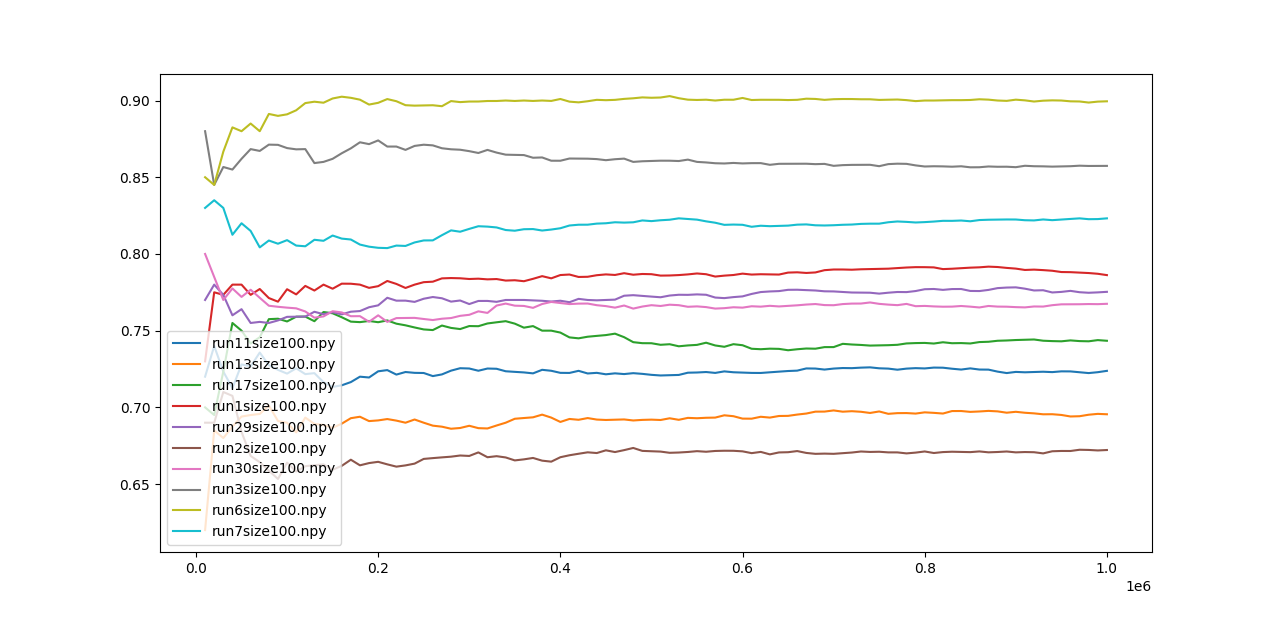 0.90
0.85
0.80
0.75
0.70
0.65
run11size100.npy
run13size100.npy
run17size100.npy
run1size100.npy
run29size100.npy
run2size100.npy
run30size100.npy
run3size100.npy
run6size100.npy
run7size100.npy
0.0 0.2 0.4 0.6 0.8 1.0
1e6